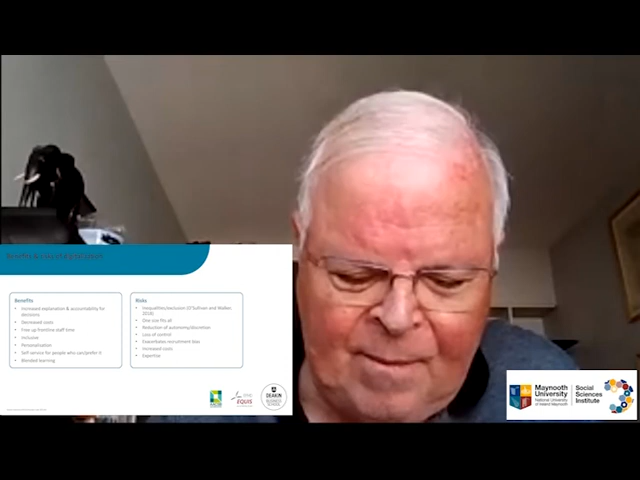 Benefits
Increased explanation & accountability for
decisions
Decreased costs
Free up frontline staff time
Inclusive
Personalisation
Self-service for people who can/prefer it
Blended learning
Risks
Inequalities/exclusion (O'Sullivan and Walker,
2018)
One size fits all
Reduction of autonomy/discretion
Loss of control
Exacerbates recruitment bias
Increased costs
Expertise
AACSB
EQUIS
DEAKIN
BUSINESS
SCHOOL
Maynooth
University
National University
of Ireland Maynooth
Social
Sciences
Institute